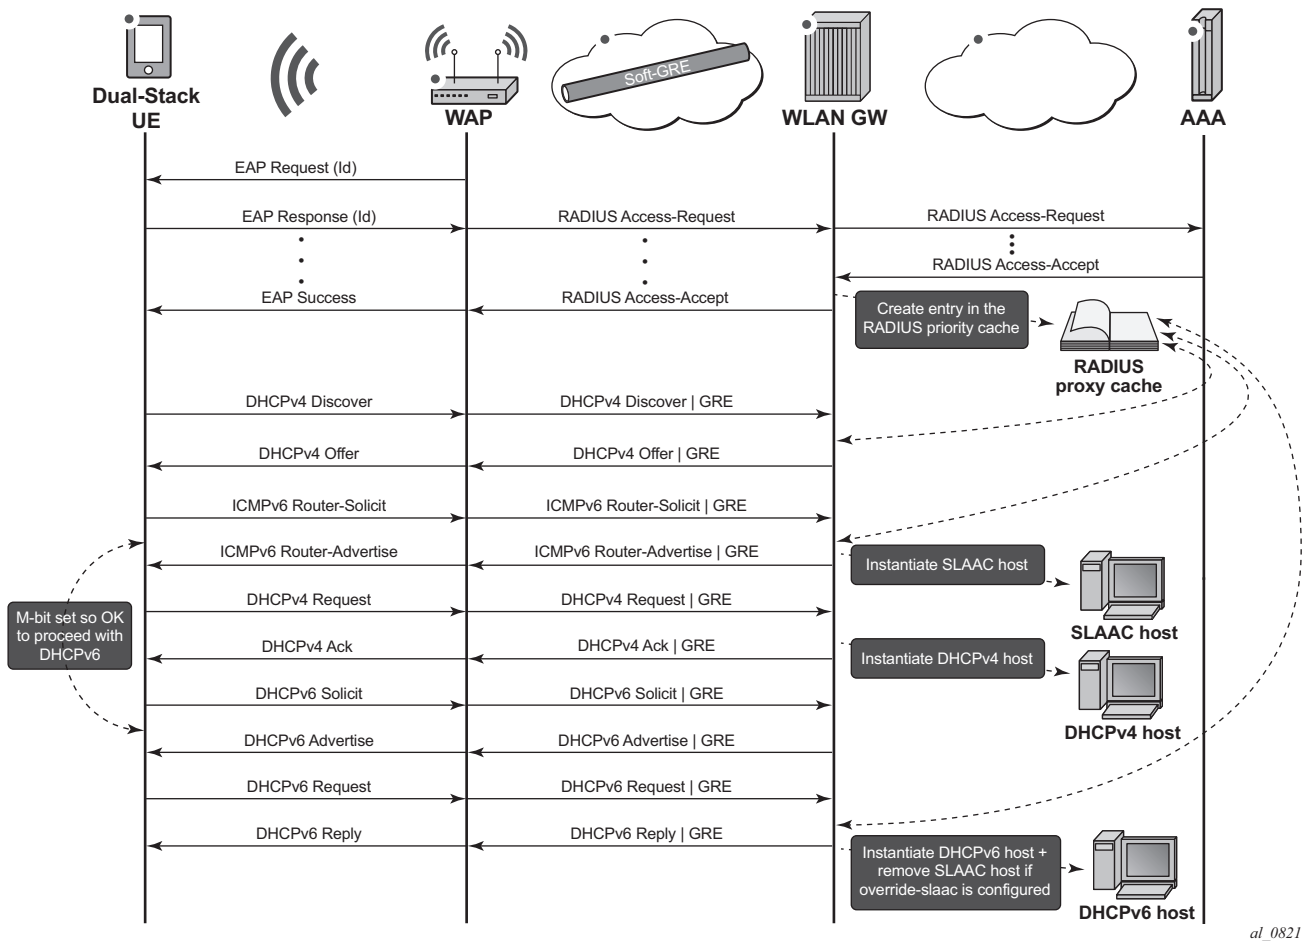 Soft-GRE
Dual-Stack
UE
WAP
WLAN GW
AAA
EAP Request (Id)
EAP Response (Id)
RADIUS Access-Request
RADIUS Access-Request
RADIUS Access-Accept
EAP Success
RADIUS Access-Accept
Create entry in the
RADIUS priority cache
RADIUS
proxy cache
DHCPv4 Discover
DHCPv4 Discover | GRE
DHCPv4 Offer
DHCPv4 Offer | GRE
ICMPv6 Router-Solicit
ICMPv6 Router-Solicit | GRE
ICMPv6 Router-Advertise
ICMPv6 Router-Advertise | GRE
Instantiate SLAAC host
SLAAC host
M-bit set so OK
to proceed with
DHCPv6
DHCPv4 Request
DHCPv4 Request | GRE
DHCPv4 Ack
DHCPv4 Ack | GRE
Instantiate DHCPv4 host
DHCPv4 host
DHCPv6 Solicit
DHCPv6 Solicit | GRE
DHCPv6 Advertise
DHCPv6 Advertise | GRE
DHCPv6 Request
DHCPv6 Request | GRE
DHCPv6 Reply
DHCPv6 Reply | GRE
Instantiate DHCPv6 host +
remove SLAAC host if
override-slaac is configured
DHCPv6 host
al_0821